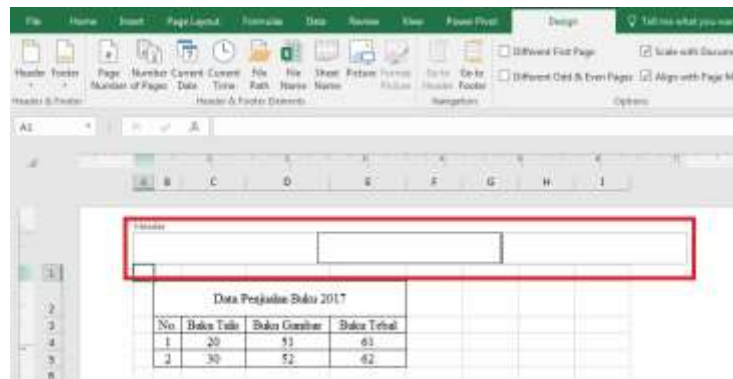 File Home Insert Page Layout Formulas Data Review View Power Pivot Design Tell me what you want
Header Footer Page Number Number of Pages Current Date Current Time File Path File Name Sheet Name Picture Format Picture Go to Header Go to Footer
Different First Page Scale with Docume
Different Odd & Even Pages Align with Page M
Header & Footer Header & Footer Elements Navigation Options
A1
A B C D E F G H I
Header
1
Data Penjualan Buku 2017
2
3 No. Buku Tulis Buku Gambar Buku Tebal
4 1 20 51 61
5 2 30 52 62
6